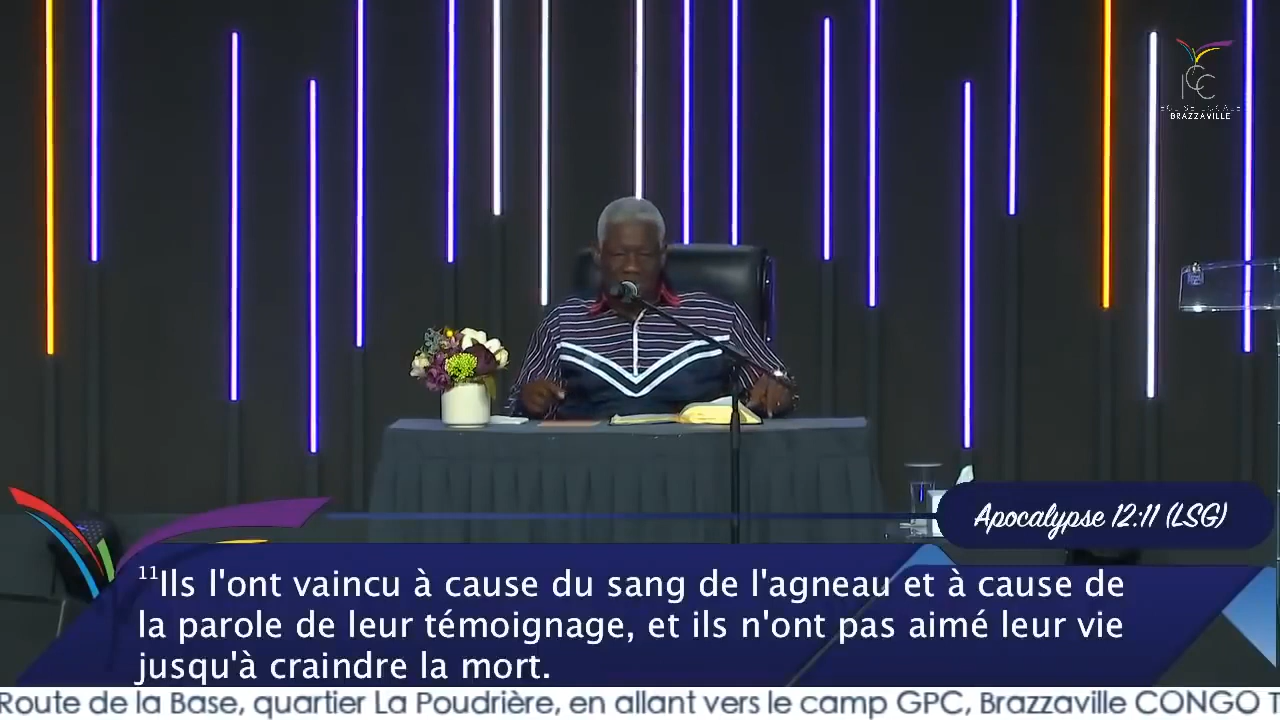 ICC
BRAZZAVILLE
Apocalypse 12:11 (LSG)
11Ils l'ont vaincu à cause du sang de l'agneau et à cause de
la parole de leur témoignage, et ils n'ont pas aimé leur vie
jusqu'à craindre la mort.
Route de la Base, quartier La Poudrière, en allant vers le camp GPC, Brazzaville CONGO T